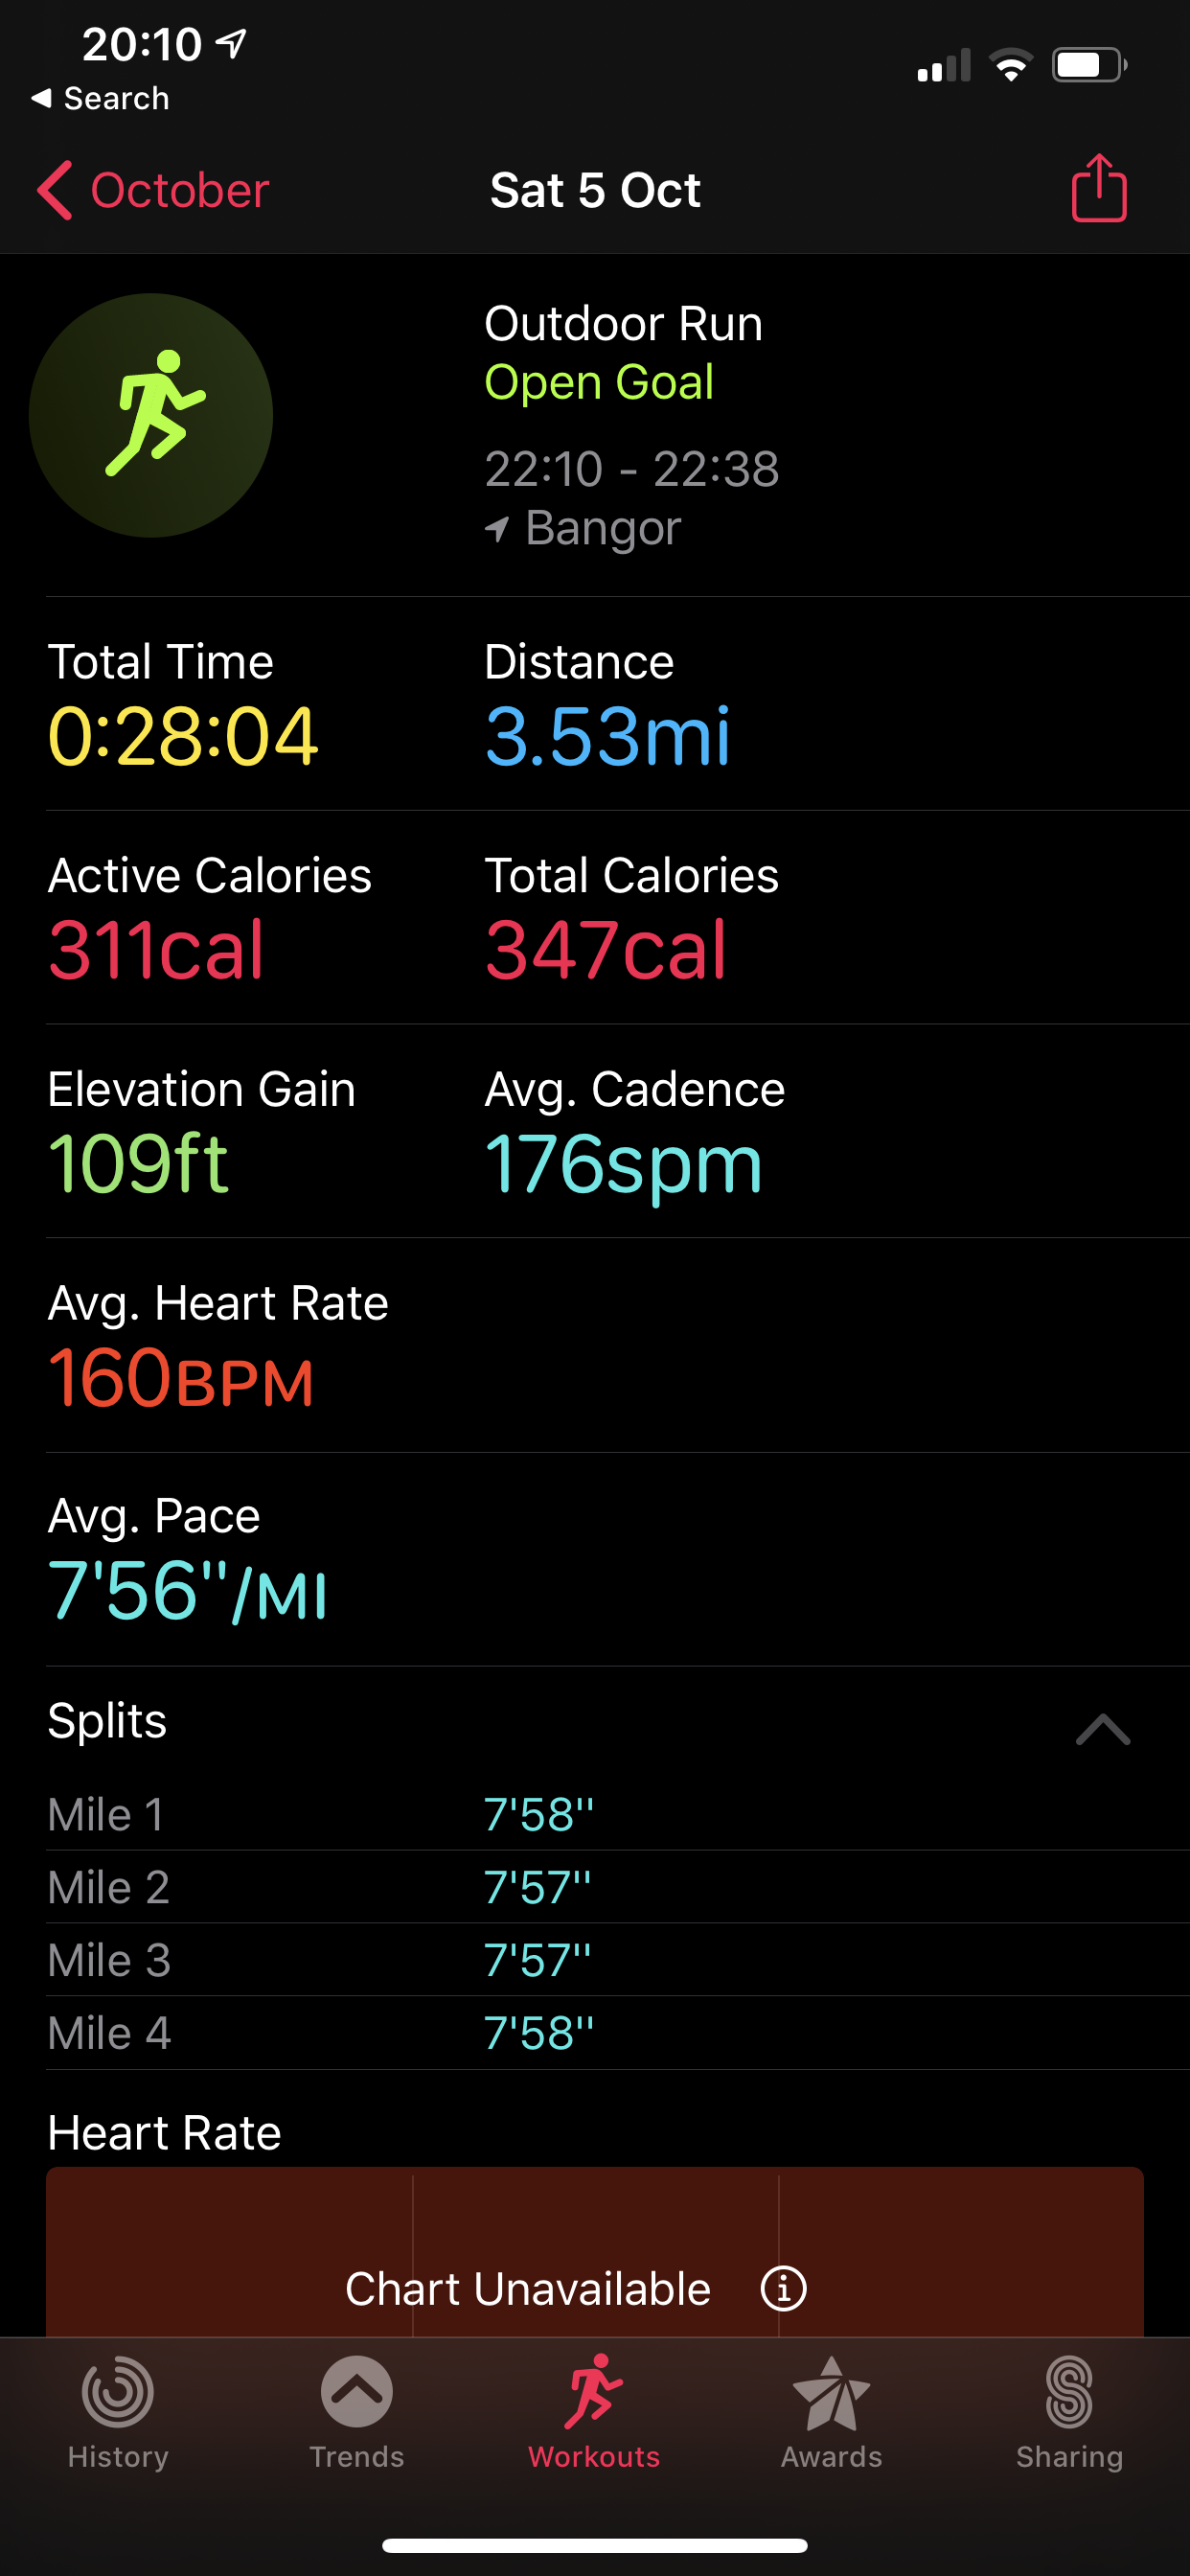 20:10
Search
October
Sat 5 Oct
Outdoor Run
Open Goal
22:10 - 22:38
Bangor
Total Time
Distance
0:28:04
3.53mi
Active Calories
Total Calories
311cal
347cal
Elevation Gain
Avg. Cadence
109ft
176spm
Avg. Heart Rate
160BPM
Avg. Pace
7'56"/MI
Splits
Mile 1 7'58''
Mile 2 7'57''
Mile 3 7'57''
Mile 4 7'58''
Heart Rate
Chart Unavailable
History Trends Workouts Awards Sharing